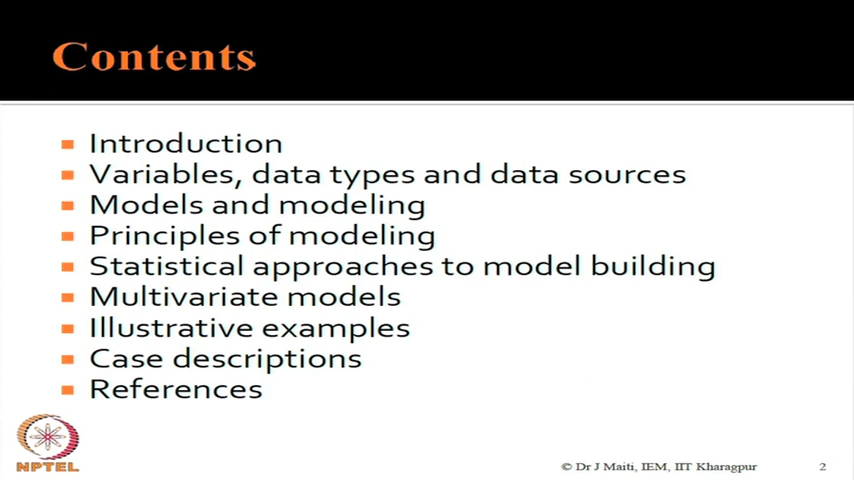 Contents
Introduction
Variables, data types and data sources
Models and modeling
Principles of modeling
Statistical approaches to model building
Multivariate models
Illustrative examples
Case descriptions
References
NPTEL
© Dr J Maiti, IEM, IIT Kharagpur 2